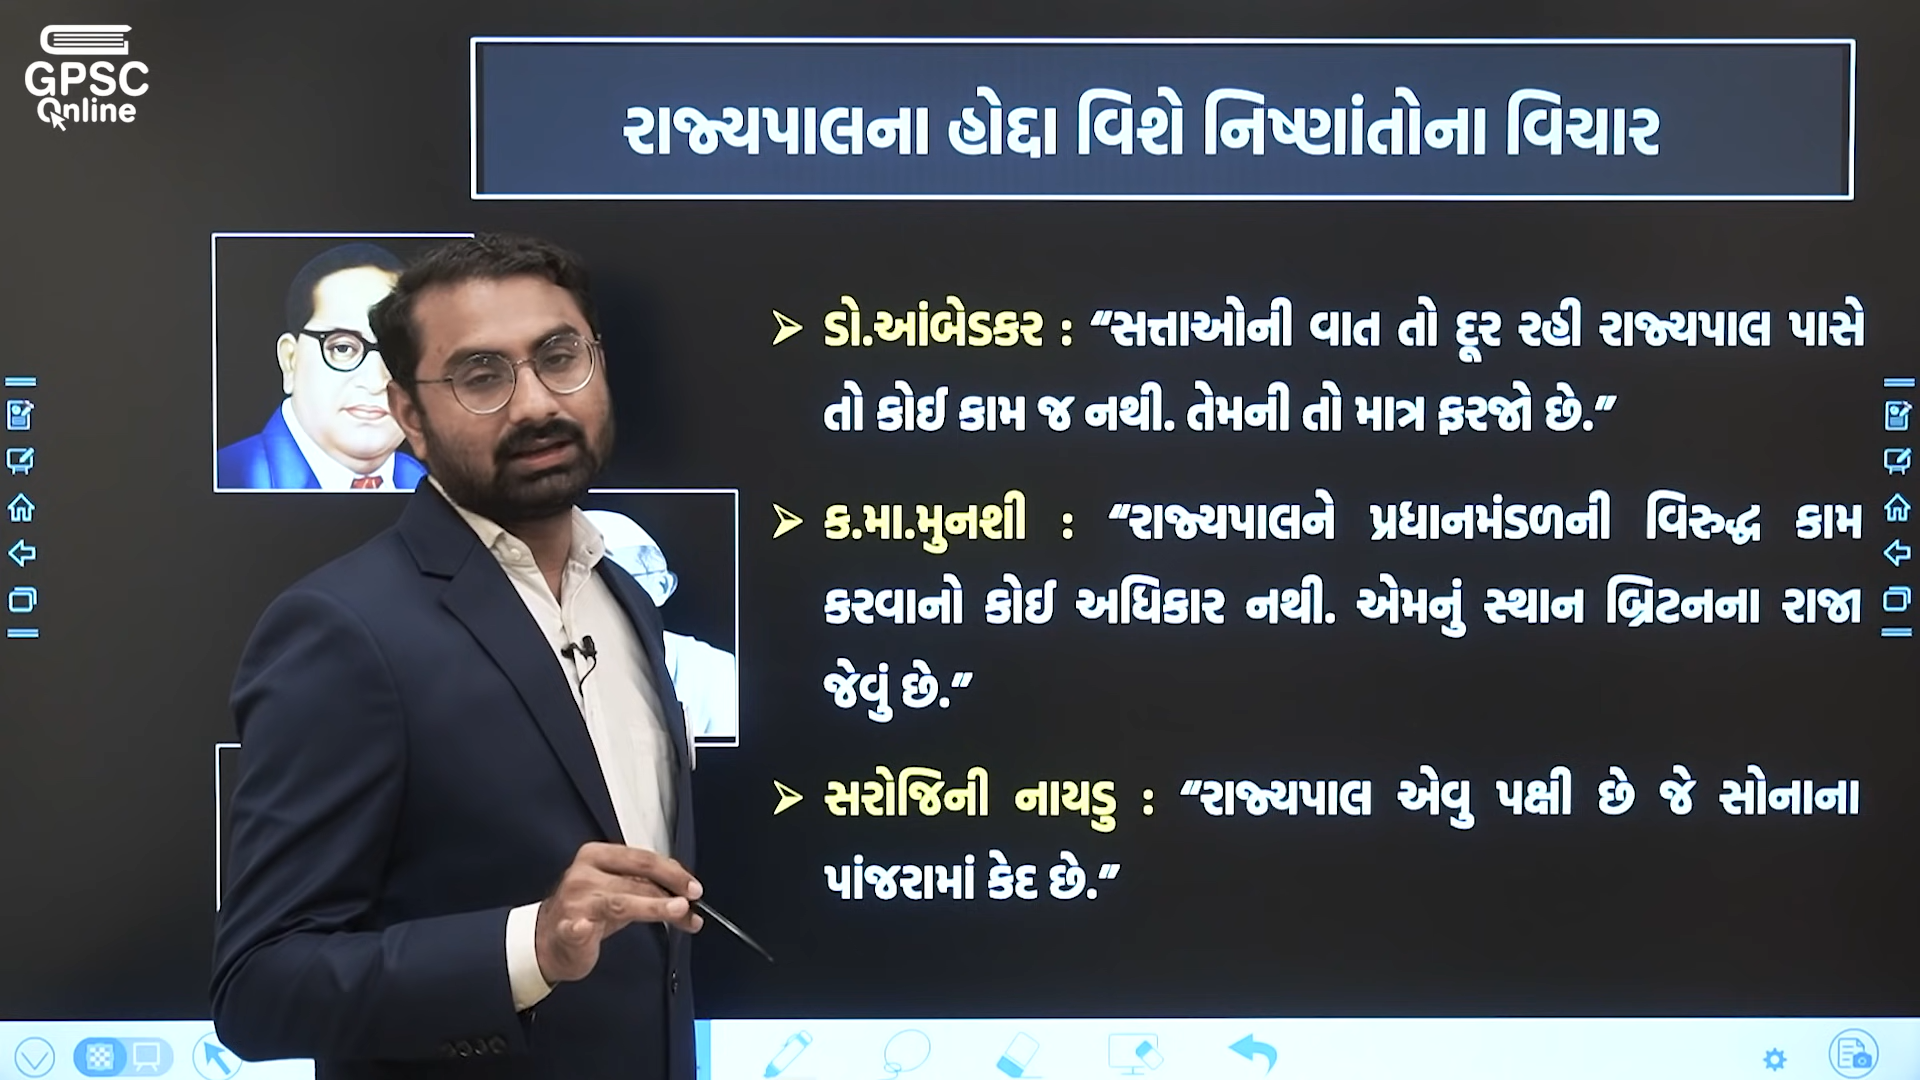 GPSC
Online
રાજ્યપાલના હોદ્દા વિશે નિષ્ણાંતોના વિચાર
ડો.આંબેડકર : “સત્તાઓની વાત તો દૂર રહી રાજ્યપાલ પાસે
તો કોઈ કામ જ નથી. તેમની તો માત્ર ફરજો છે.”
ક.મા.મુનશી : “રાજ્યપાલને પ્રધાનમંડળની વિરુદ્ધ કામ
કરવાનો કોઈ અધિકાર નથી. એમનું સ્થાન બ્રિટનના રાજા
જેવું છે.”
સરોજિની નાયડુ : “રાજ્યપાલ એવુ પક્ષી છે જે સોનાના
પાંજરામાં કેદ છે.”